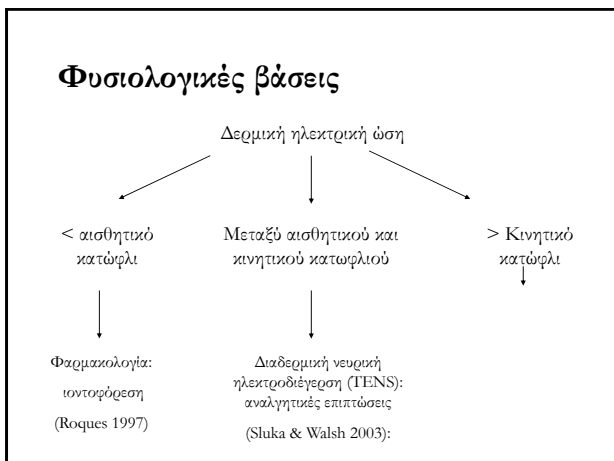 Φυσιολογικές βάσεις
Δερμική ηλεκτρική ώση
< αισθητικό
κατώφλι
Μεταξύ αισθητικού και
κινητικού κατωφλιού
> Κινητικό
κατώφλι
Φαρμακολογία:
ιοντοφόρεση
(Roques 1997)
Διαδερμική νευρική
ηλεκτροδιέγερση (TENS):
αναλγητικές επιπτώσεις
(Sluka & Walsh 2003):